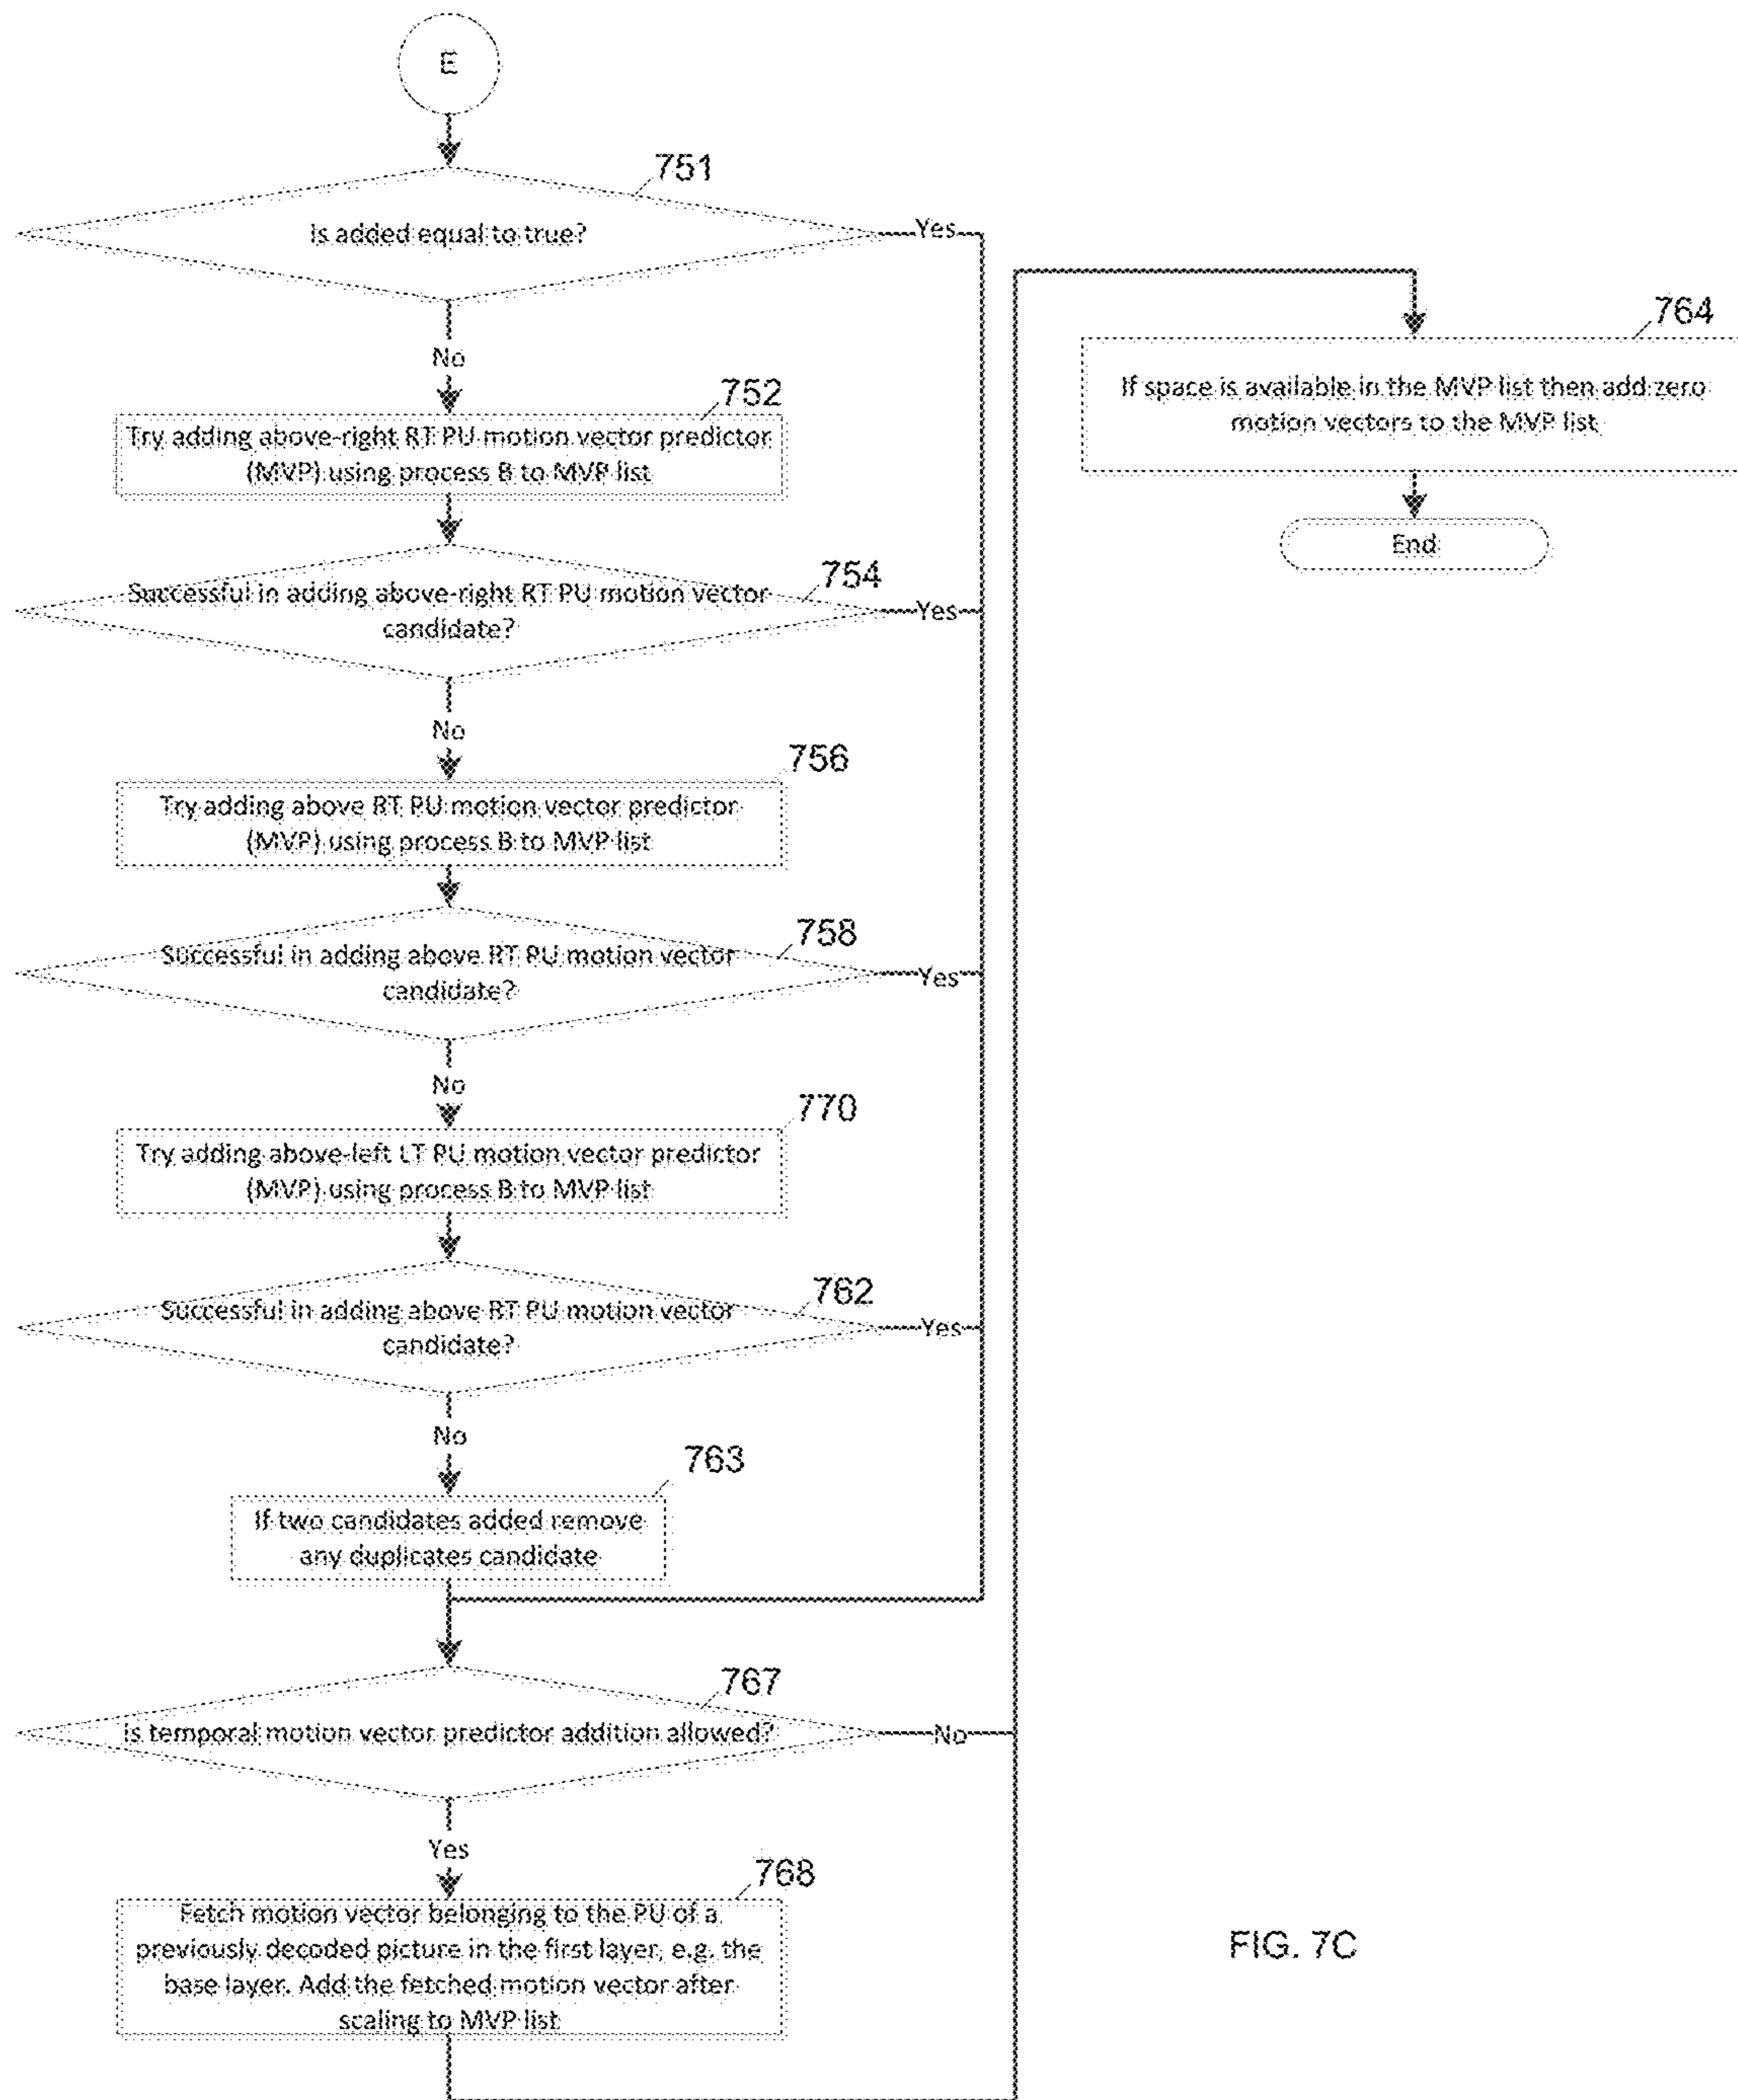 E
751
Is added equal to true?
Yes
No
752
Try adding above-right RT PU motion vector predictor
(MVP) using process B to MVP list
754
Successful in adding above-right RT PU motion vector
candidate?
Yes
No
756
Try adding above RT PU motion vector predictor
(MVP) using process B to MVP list
758
Successful in adding above RT PU motion vector
candidate?
Yes
No
770
Try adding above-left LT PU motion vector predictor
(MVP) using process B to MVP list
762
Successful in adding above RT PU motion vector
candidate?
Yes
No
763
If two candidates added remove
any duplicates candidate
767
Is temporal motion vector predictor addition allowed?
No
Yes
768
Fetch motion vector belonging to the PU of a
previously decoded picture in the first layer, e.g. the
base layer. Add the fetched motion vector after
scaling to MVP list
764
If space is available in the MVP list then add zero
motion vectors to the MVP list
End
FIG. 7C